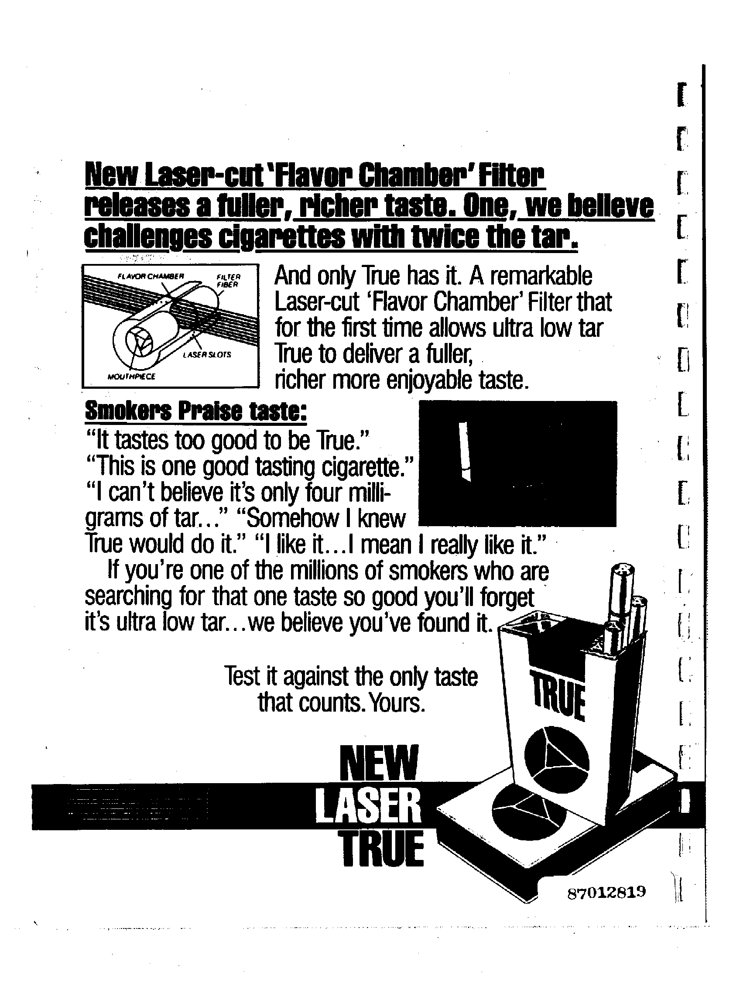 New Laser-cut ‘Flavor Chamber’ Filter
releases a fuller, richer taste. One, we believe
challenges cigarettes with twice the tar.
FLAVOR CHAMBER
FILTER
FIBER
LASER SLOTS
MOUTHPIECE
And only True has it. A remarkable
Laser-cut ‘Flavor Chamber’ Filter that
for the first time allows ultra low tar
True to deliver a fuller,
richer more enjoyable taste.
Smokers Praise taste:
“It tastes too good to be True.”
“This is one good tasting cigarette.”
“I can't believe it's only four milli-
grams of tar...” “Somehow I knew
True would do it.” “I like it...I mean I really like it.”
If you're one of the millions of smokers who are
searching for that one taste so good you'll forget
it's ultra low tar...we believe you've found it.
Test it against the only taste
that counts. Yours.
TRUE
NEW
LASER
TRUE
87012819